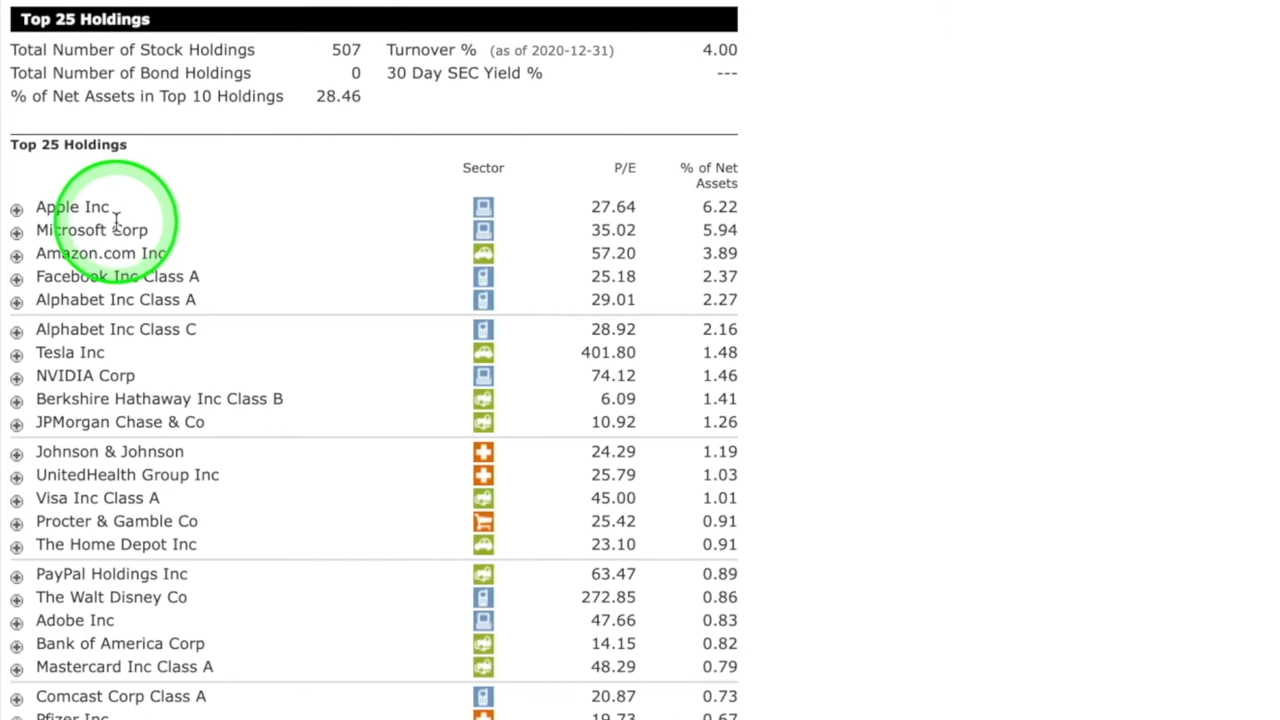 Top 25 Holdings
Total Number of Stock Holdings 507 Turnover % (as of 2020-12-31) 4.00
Total Number of Bond Holdings 0 30 Day SEC Yield % ---
% of Net Assets in Top 10 Holdings 28.46
Top 25 Holdings
Sector P/E % of Net
Assets
Apple Inc 27.64 6.22
Microsoft Corp 35.02 5.94
Amazon.com Inc 57.20 3.89
Facebook Inc Class A 25.18 2.37
Alphabet Inc Class A 29.01 2.27
Alphabet Inc Class C 28.92 2.16
Tesla Inc 401.80 1.48
NVIDIA Corp 74.12 1.46
Berkshire Hathaway Inc Class B 6.09 1.41
JPMorgan Chase & Co 10.92 1.26
Johnson & Johnson 24.29 1.19
UnitedHealth Group Inc 25.79 1.03
Visa Inc Class A 45.00 1.01
Procter & Gamble Co 25.42 0.91
The Home Depot Inc 23.10 0.91
PayPal Holdings Inc 63.47 0.89
The Walt Disney Co 272.85 0.86
Adobe Inc 47.66 0.83
Bank of America Corp 14.15 0.82
Mastercard Inc Class A 48.29 0.79
Comcast Corp Class A 20.87 0.73
Pfizer Inc 19.73 0.67